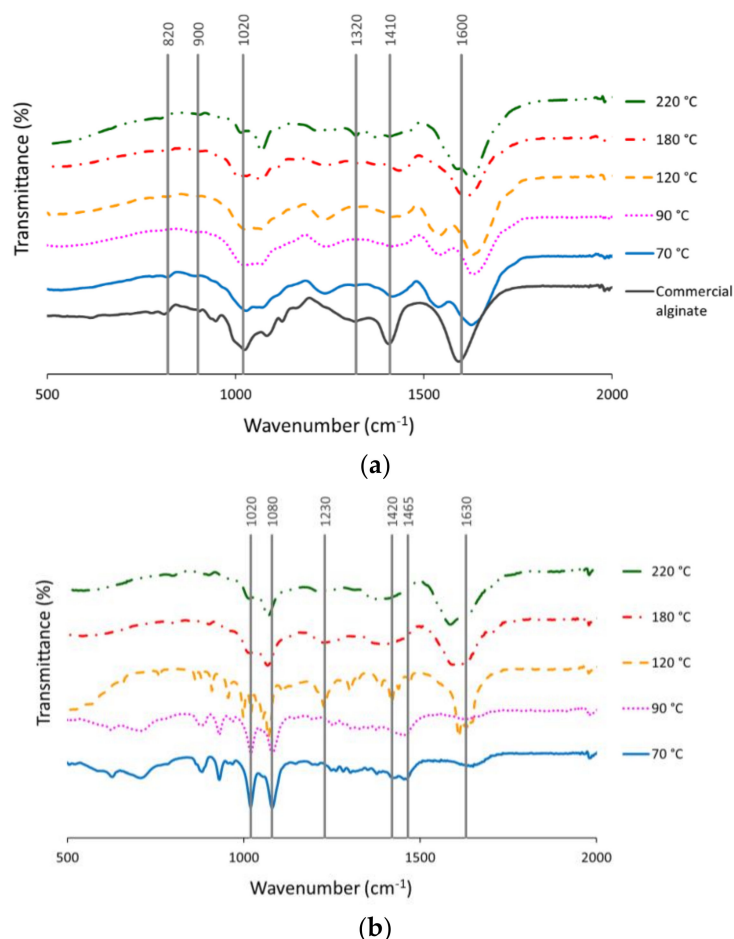 820
900
1020
1320
1410
1600
Transmittance (%)
220 °C
180 °C
120 °C
90 °C
70 °C
Commercial
alginate
500
1000
1500
2000
Wavenumber (cm⁻¹)
(a)
1020
1080
1230
1420
1465
1630
Transmittance (%)
220 °C
180 °C
120 °C
90 °C
70 °C
500
1000
1500
2000
Wavenumber (cm⁻¹)
(b)